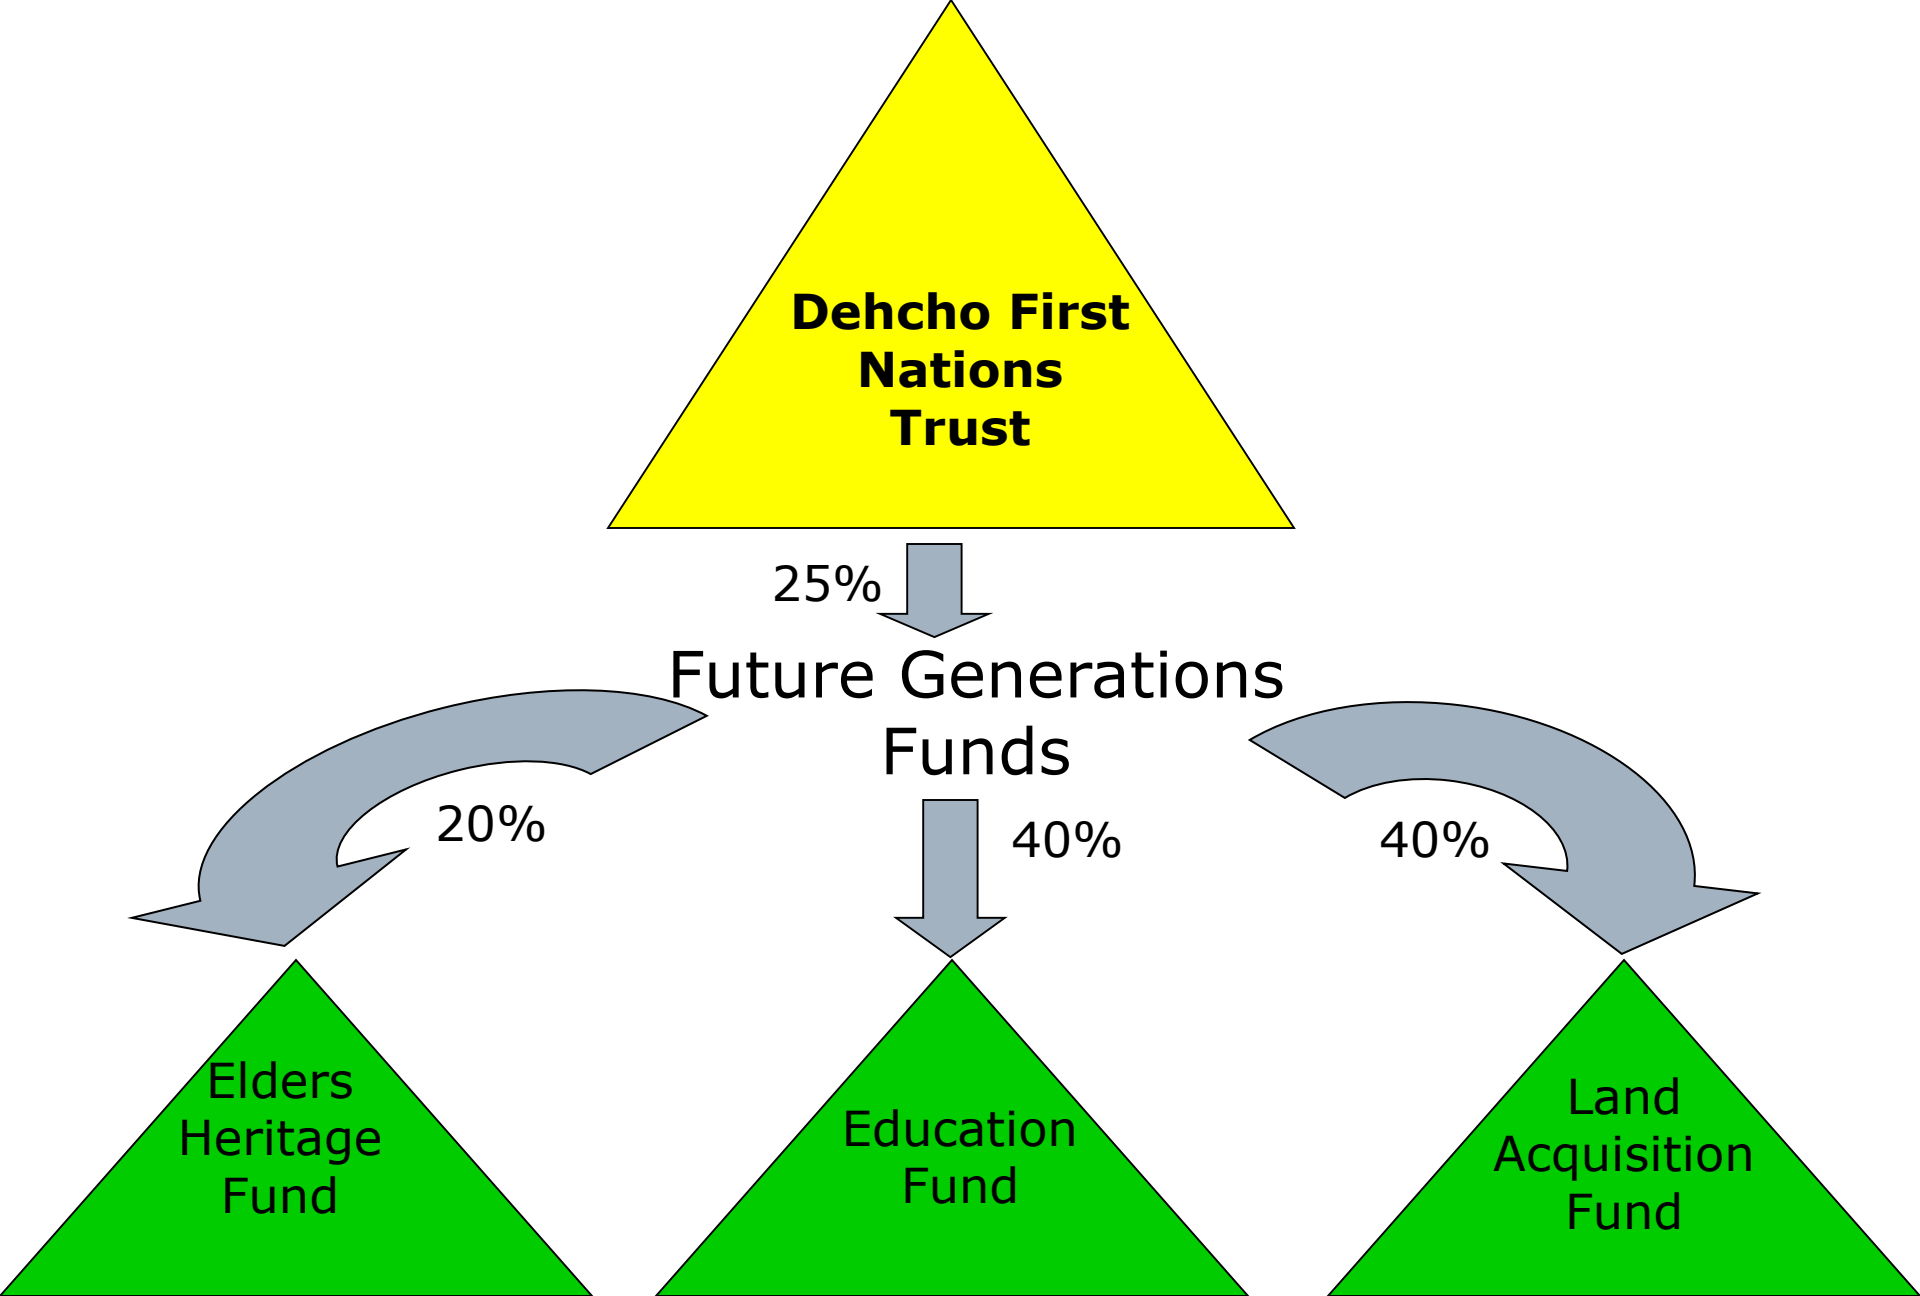 Dehcho First
Nations
Trust
25%
Future Generations
Funds
20%
40%
40%
Elders
Heritage
Fund
Education
Fund
Land
Acquisition
Fund